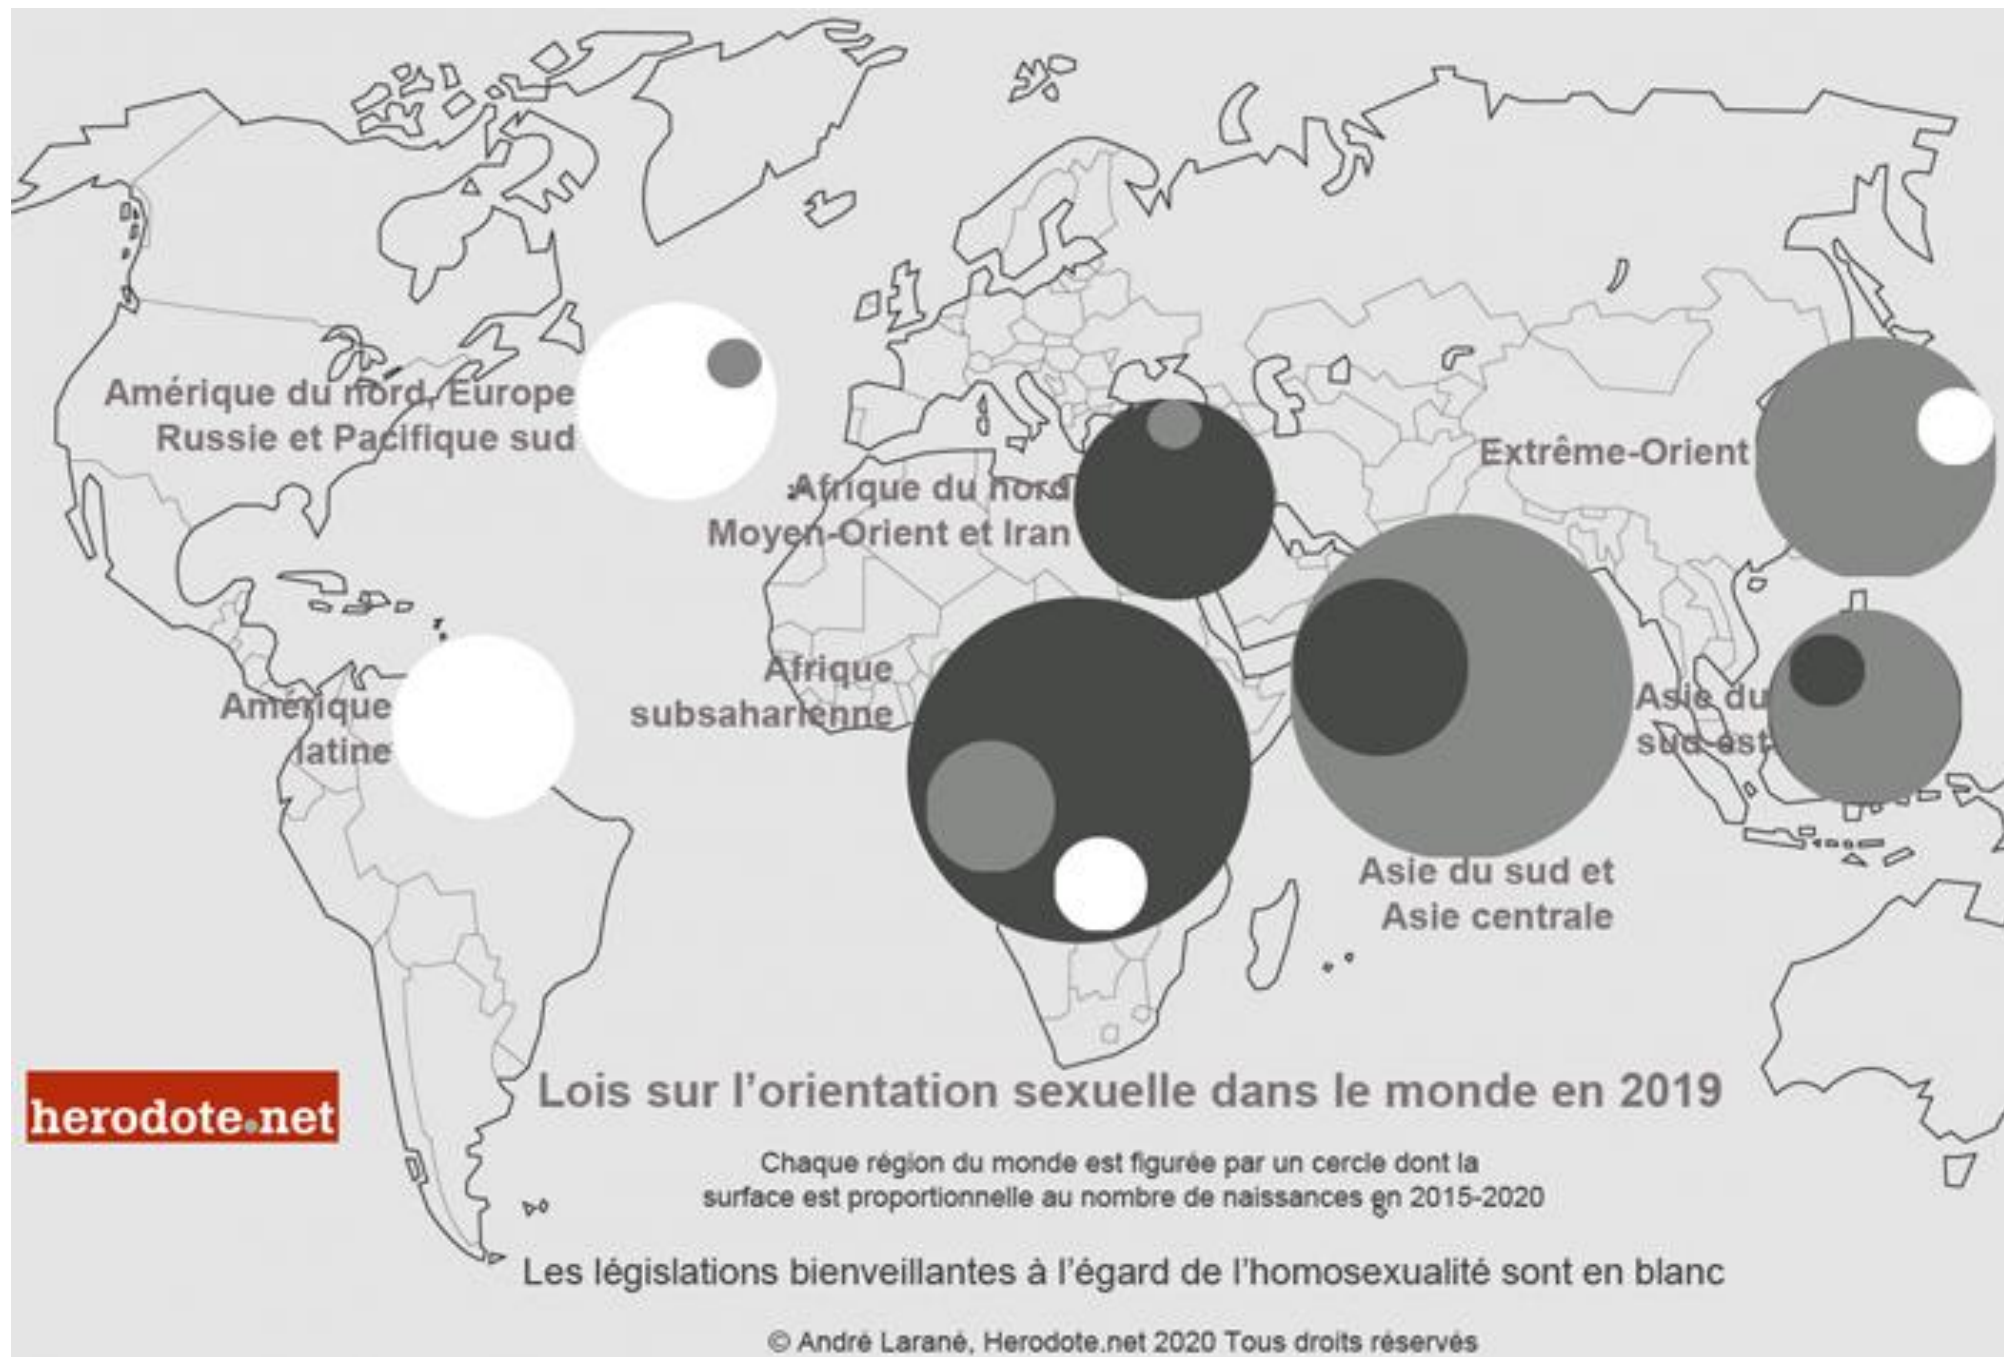 Amérique du nord, Europe
Russie et Pacifique sud
Extrême-Orient
Afrique du nord
Moyen-Orient et Iran
Afrique
subsaharienne
Amérique
latine
Asie du
sud-est
Asie du sud et
Asie centrale
herodote.net
Lois sur l'orientation sexuelle dans le monde en 2019
Chaque région du monde est figurée par un cercle dont la
surface est proportionnelle au nombre de naissances en 2015-2020
Les législations bienveillantes à l'égard de l'homosexualité sont en blanc
© André Larané, Herodote.net 2020 Tous droits réservés